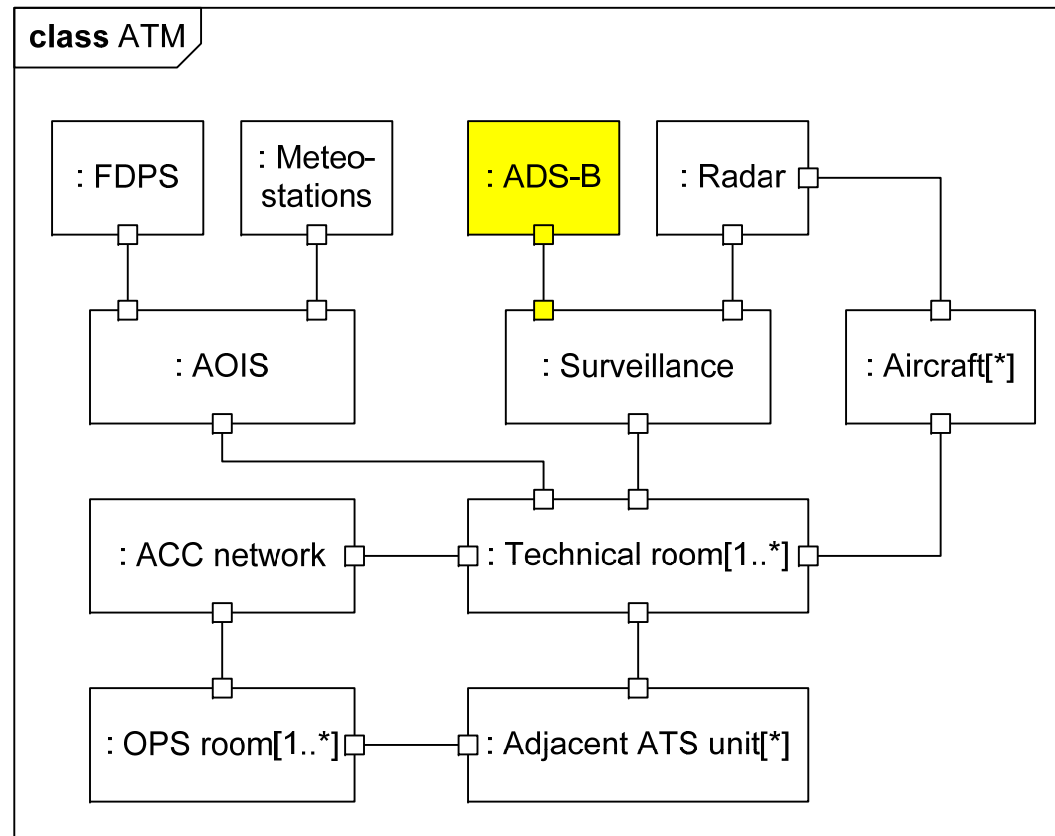 class ATM
: FDPS
: Meteo-
stations
: ADS-B
: Radar
: AOIS
: Surveillance
: Aircraft[*]
: ACC network
: Technical room[1..*]
: OPS room[1..*]
: Adjacent ATS unit[*]